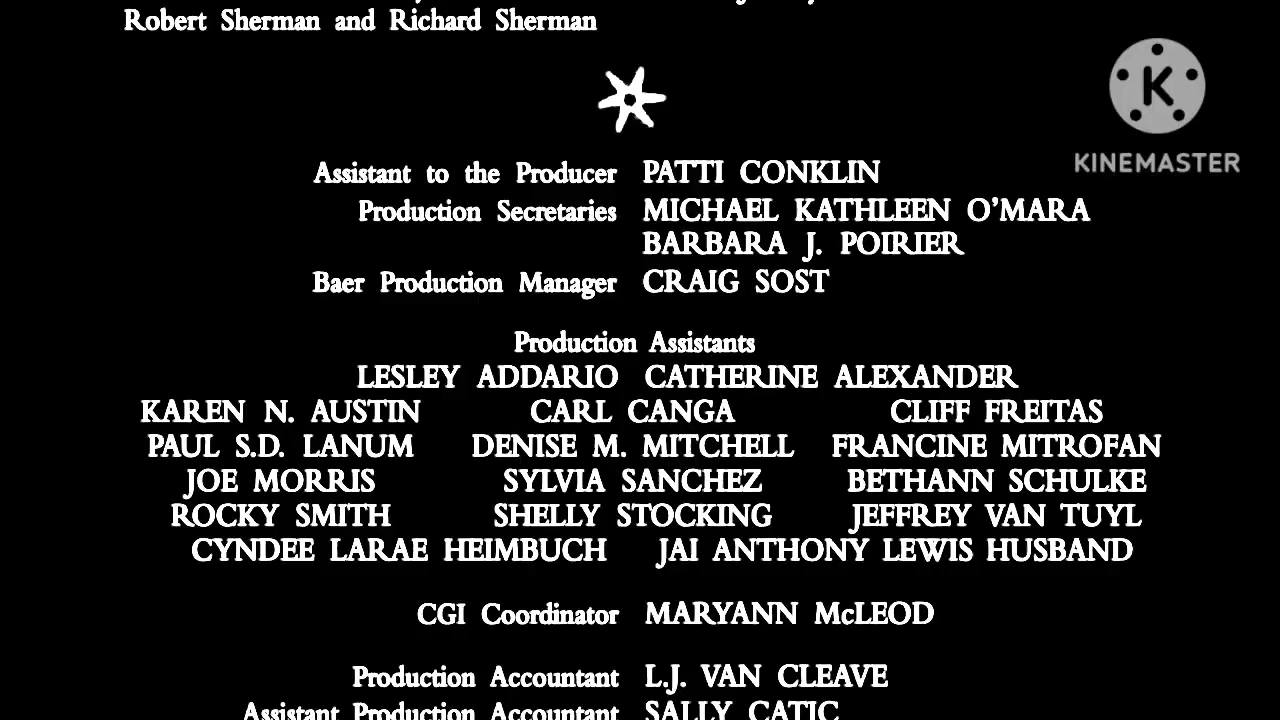 Robert Sherman and Richard Sherman
K
KINEMASTER
Assistant to the Producer PATTI CONKLIN
Production Secretaries MICHAEL KATHLEEN O'MARA
BARBARA J. POIRIER
Baer Production Manager CRAIG SOST
Production Assistants
LESLEY ADDARIO CATHERINE ALEXANDER
KAREN N. AUSTIN CARL CANGA CLIFF FREITAS
PAUL S.D. LANUM DENISE M. MITCHELL FRANCINE MITROFAN
JOE MORRIS SYLVIA SANCHEZ BETHANN SCHULKE
ROCKY SMITH SHELLY STOCKING JEFFREY VAN TUYL
CYNDEE LARAE HEIMBUCH JAI ANTHONY LEWIS HUSBAND
CGI Coordinator MARYANN McLEOD
Production Accountant L.J. VAN CLEAVE
Assistant Production Accountant SALLY CATIC